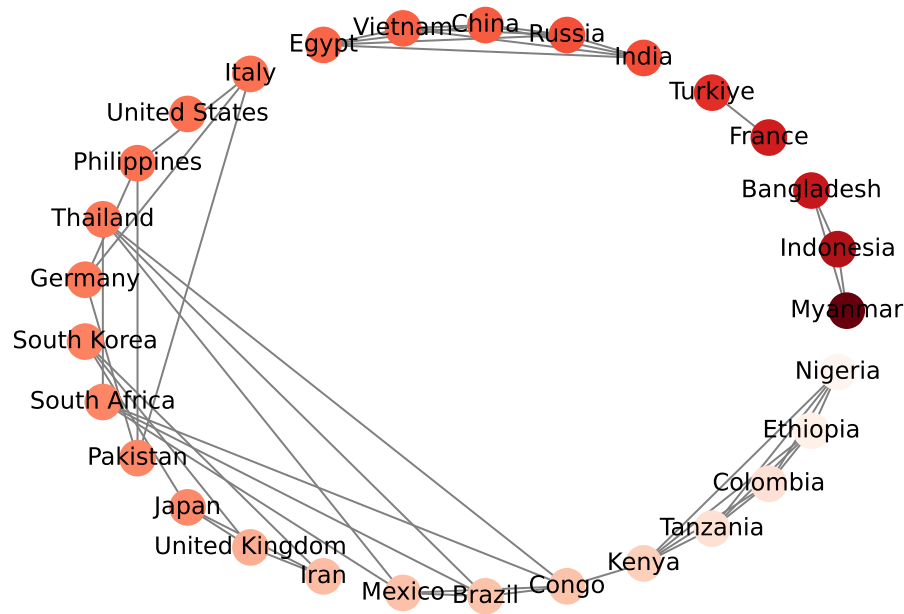 China
Vietnam
Russia
Egypt
India
Italy
Turkiye
United States
France
Philippines
Bangladesh
Thailand
Indonesia
Germany
Myanmar
South Korea
Nigeria
South Africa
Ethiopia
Pakistan
Colombia
Japan
Tanzania
United Kingdom
Kenya
Iran
Congo
Mexico
Brazil